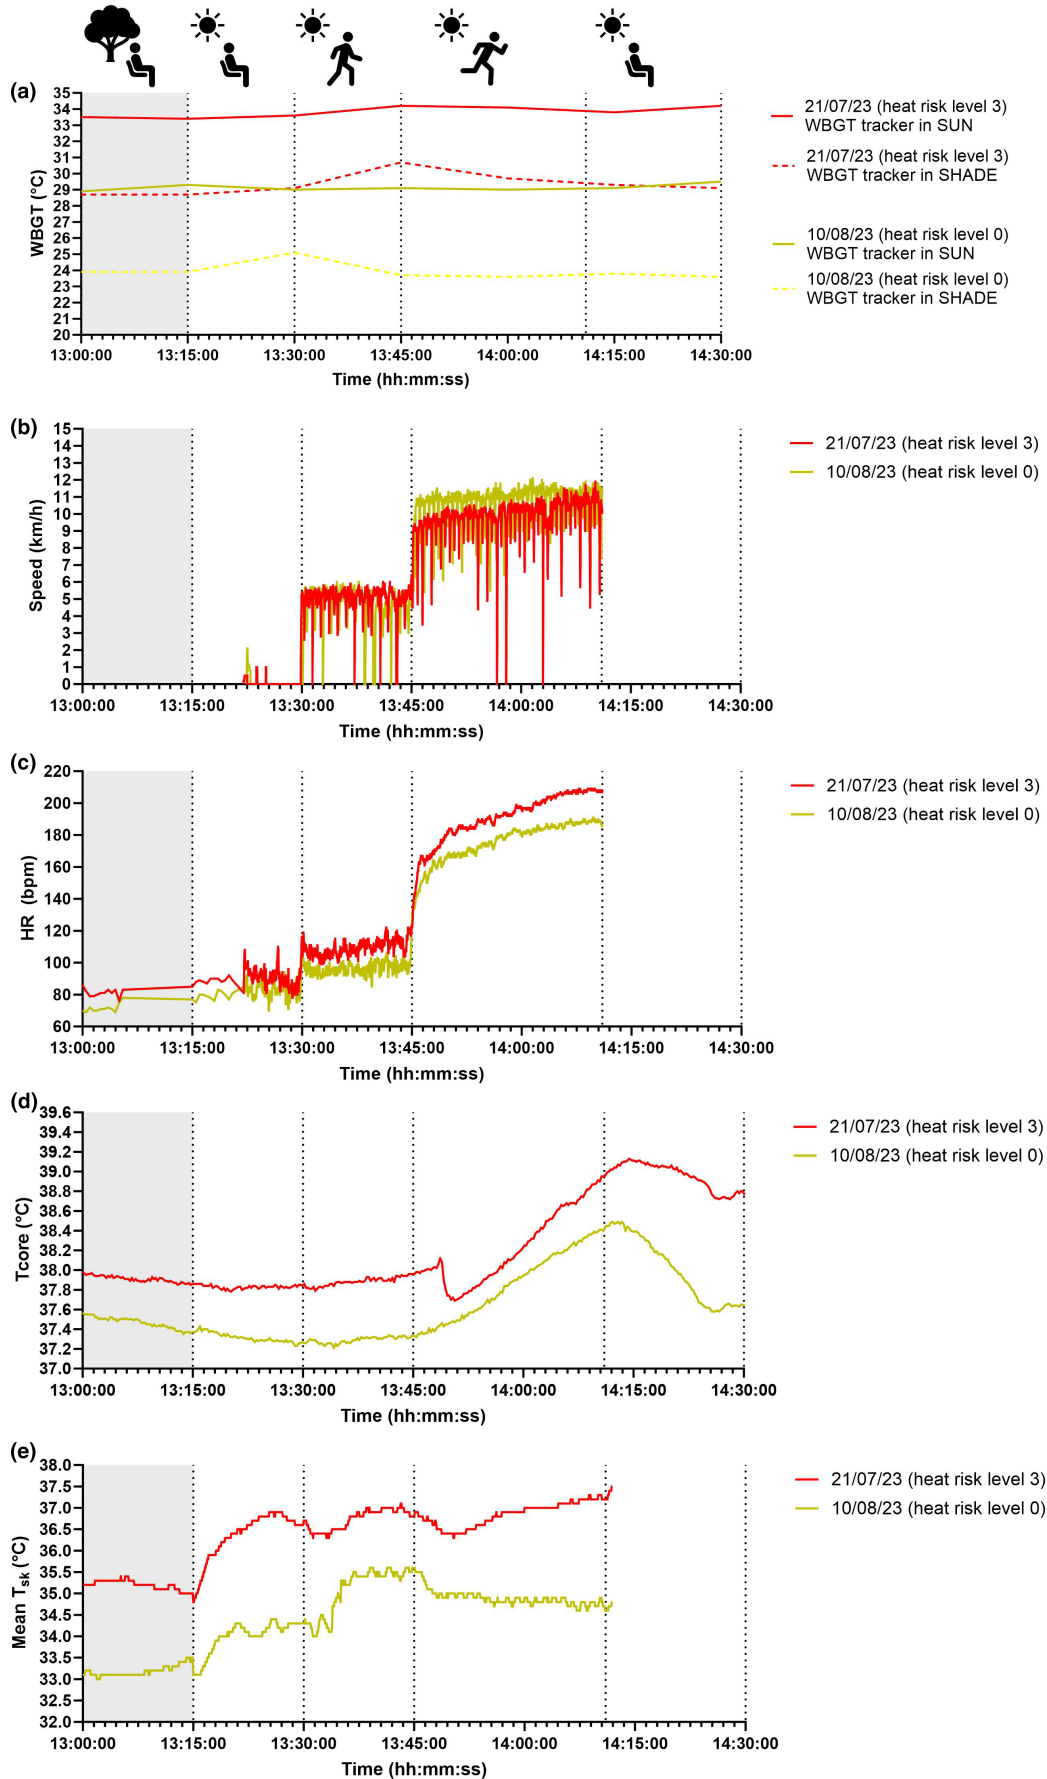 (a)
35
34
33
32
31
30
29
28
27
26
25
24
23
22
21
20
WBGT (°C)
13:00:00 13:15:00 13:30:00 13:45:00 14:00:00 14:15:00 14:30:00
Time (hh:mm:ss)
21/07/23 (heat risk level 3)
WBGT tracker in SUN
21/07/23 (heat risk level 3)
WBGT tracker in SHADE
10/08/23 (heat risk level 0)
WBGT tracker in SUN
10/08/23 (heat risk level 0)
WBGT tracker in SHADE
(b)
15
14
13
12
11
10
9
8
7
6
5
4
3
2
1
0
Speed (km/h)
13:00:00 13:15:00 13:30:00 13:45:00 14:00:00 14:15:00 14:30:00
Time (hh:mm:ss)
21/07/23 (heat risk level 3)
10/08/23 (heat risk level 0)
(c)
220
200
180
160
140
120
100
80
60
HR (bpm)
13:00:00 13:15:00 13:30:00 13:45:00 14:00:00 14:15:00 14:30:00
Time (hh:mm:ss)
21/07/23 (heat risk level 3)
10/08/23 (heat risk level 0)
(d)
39.6
39.4
39.2
39.0
38.8
38.6
38.4
38.2
38.0
37.8
37.6
37.4
37.2
37.0
Tcore (°C)
13:00:00 13:15:00 13:30:00 13:45:00 14:00:00 14:15:00 14:30:00
Time (hh:mm:ss)
21/07/23 (heat risk level 3)
10/08/23 (heat risk level 0)
(e)
38.0
37.5
37.0
36.5
36.0
35.5
35.0
34.5
34.0
33.5
33.0
32.5
32.0
Mean Tsk (°C)
13:00:00 13:15:00 13:30:00 13:45:00 14:00:00 14:15:00 14:30:00
Time (hh:mm:ss)
21/07/23 (heat risk level 3)
10/08/23 (heat risk level 0)